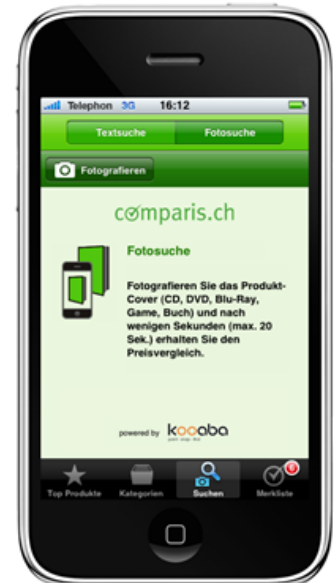 Telephon 3G 16:12
Textsuche Fotosuche
Fotografieren
comparis.ch
Fotosuche
Fotografieren Sie das Produkt-
Cover (CD, DVD, Blu-Ray,
Game, Buch) und nach
wenigen Sekunden (max. 20
Sek.) erhalten Sie den
Preisvergleich.
powered by kooaba
Top Produkte Kategorien Suchen Merkliste